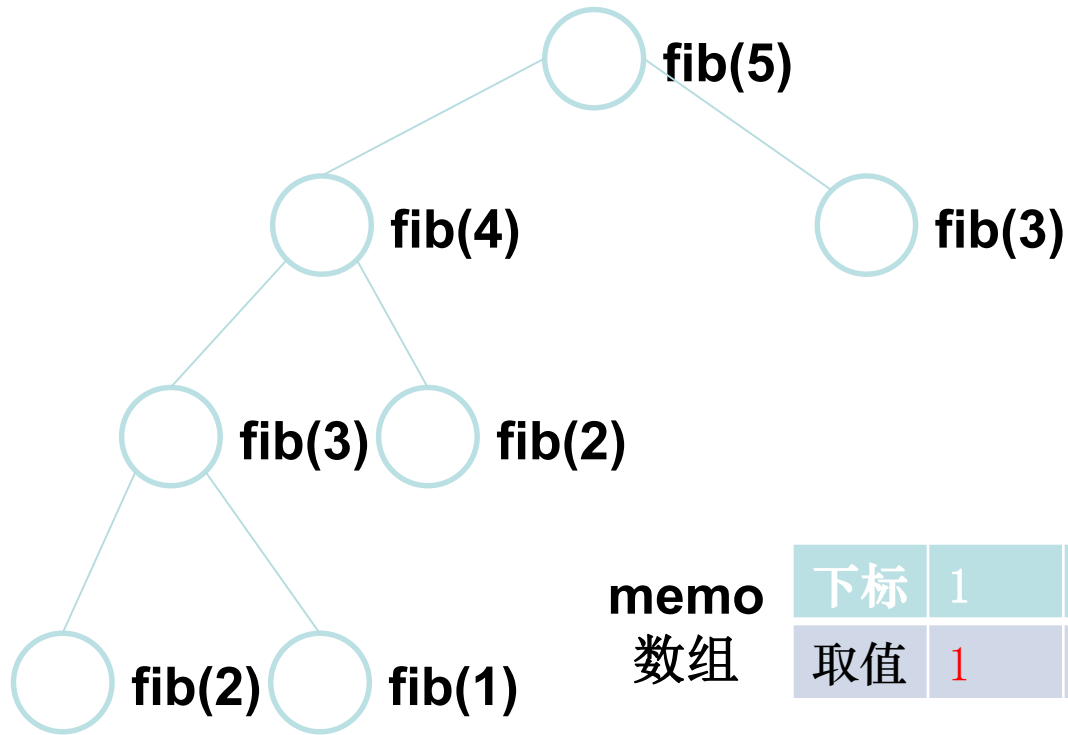 fib(5)
fib(4)
fib(3)
fib(3)
fib(2)
fib(2)
fib(1)
memo
数组
下标 1
取值 1